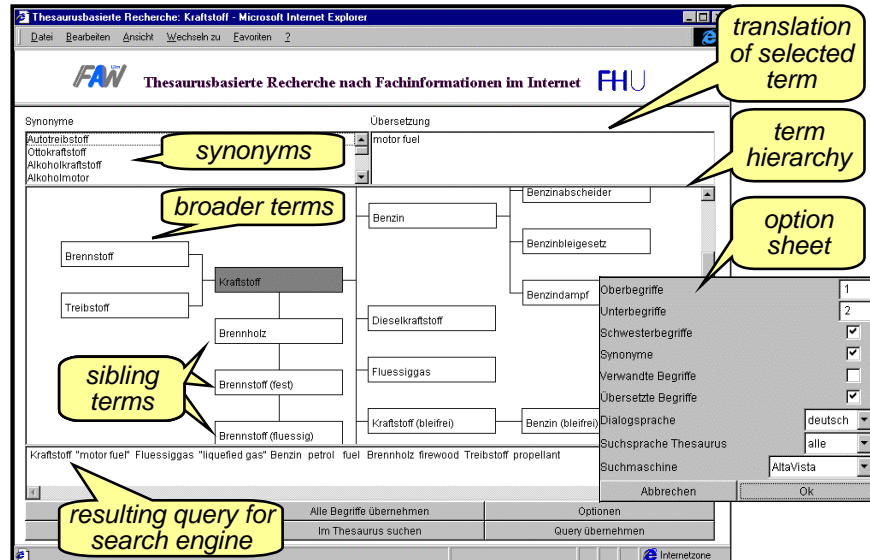 Thesaurusbasierte Recherche: Kraftstoff - Microsoft Internet Explorer
Datei Bearbeiten Ansicht Wechseln zu Favoriten ?
translation
of selected
term
FAW Ulm
Thesaurusbasierte Recherche nach Fachinformationen im Internet
FHU
Synonyme
Übersetzung
Autotreibstoff
Ottokraftstoff
Alkoholkraftstoff
Alkoholmotor
synonyms
motor fuel
term
hierarchy
broader terms
option
sheet
Brennstoff
Treibstoff
Kraftstoff
Brennholz
Brennstoff (fest)
Brennstoff (fluessig)
sibling
terms
Benzin
Dieselkraftstoff
Fluessiggas
Kraftstoff (bleifrei)
Benzinabscheider
Benzinbleigesetz
Benzindampf
Benzin (bleifrei)
Oberbegriffe 1
Unterbegriffe 2
Schwesterbegriffe
Synonyme
Verwandte Begriffe
Übersetzte Begriffe
Dialogsprache deutsch
Suchsprache Thesaurus alle
Suchmaschine AltaVista
Abbrechen Ok
Kraftstoff "motor fuel" Fluessiggas "liquefied gas" Benzin petrol fuel Brennholz firewood Treibstoff propellant
resulting query for
search engine
Alle Begriffe übernehmen Optionen
Im Thesaurus suchen Query übernehmen
Internetzone